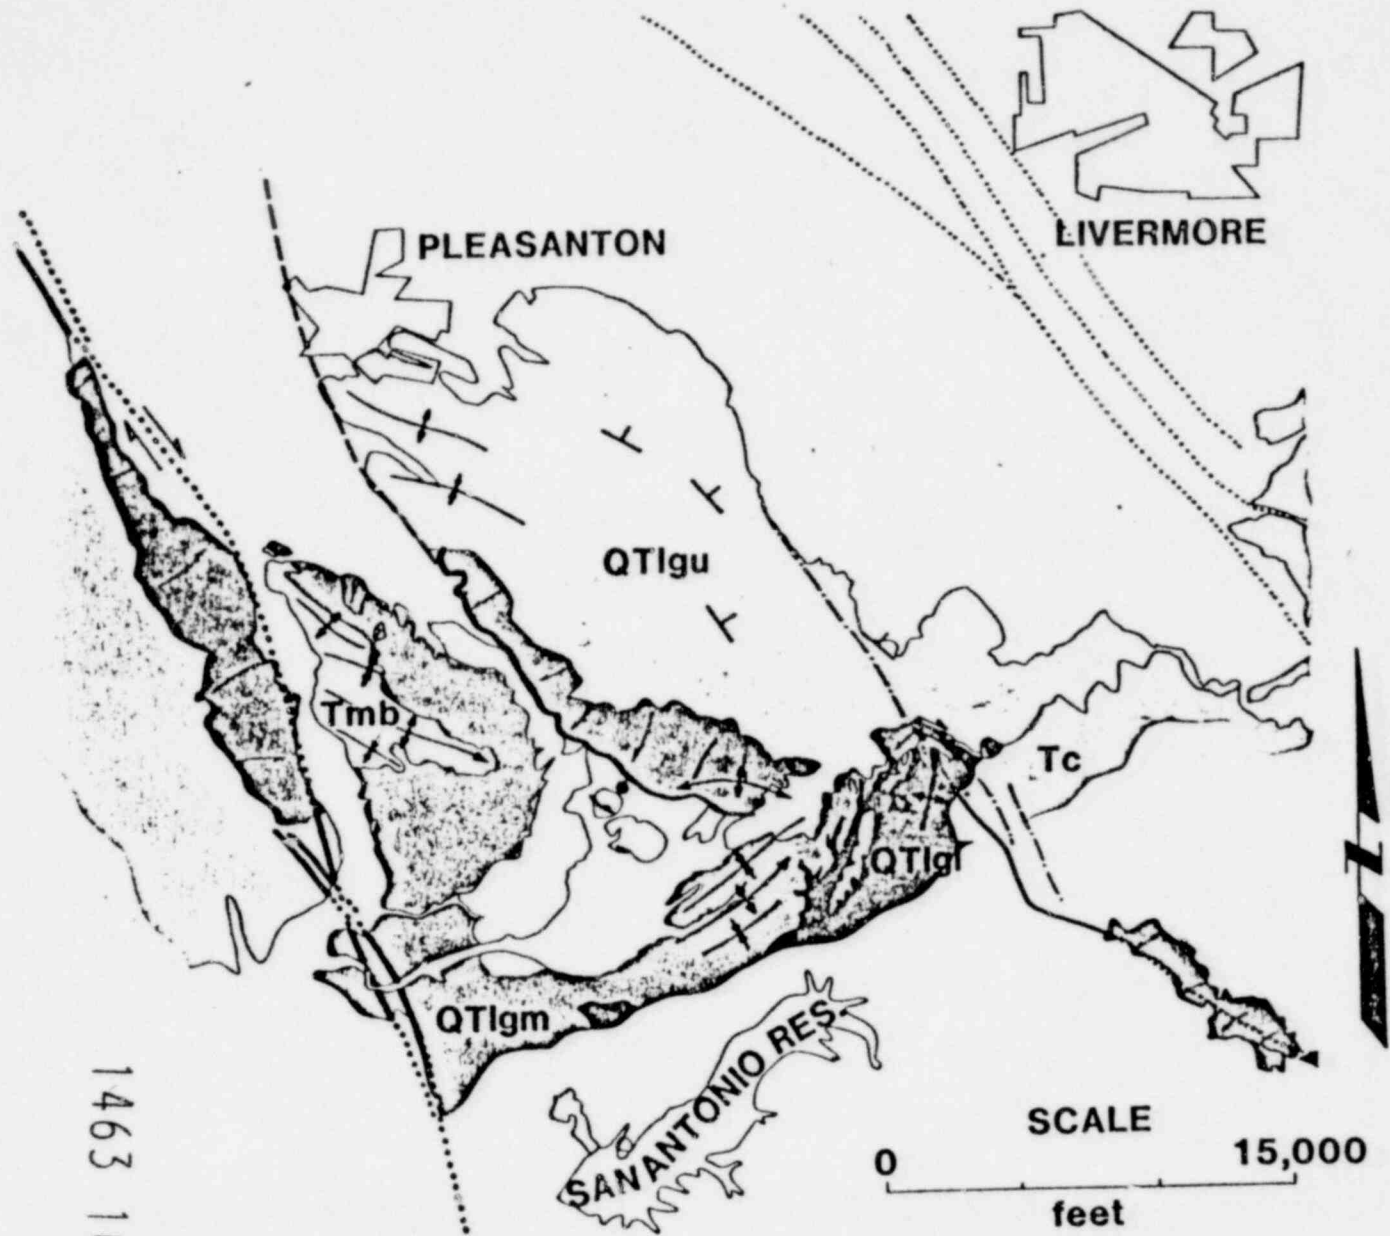 LIVERMORE
PLEASANTON
QTlgu
Tmb
Tc
QTlgl
QTlgm
SAN ANTONIO RES.
SCALE
0 15,000
feet
1463